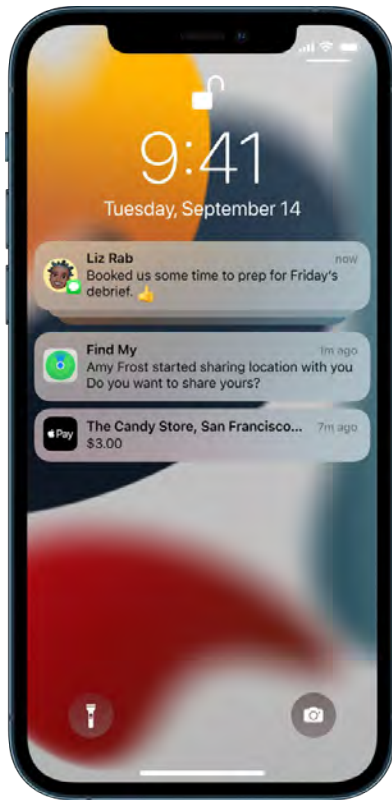 9:41
Tuesday, September 14
Liz Rab now
Booked us some time to prep for Friday's
debrief. 👍
Find My 1m ago
Amy Frost started sharing location with you
Do you want to share yours?
Pay The Candy Store, San Francisco... 7m ago
$3.00